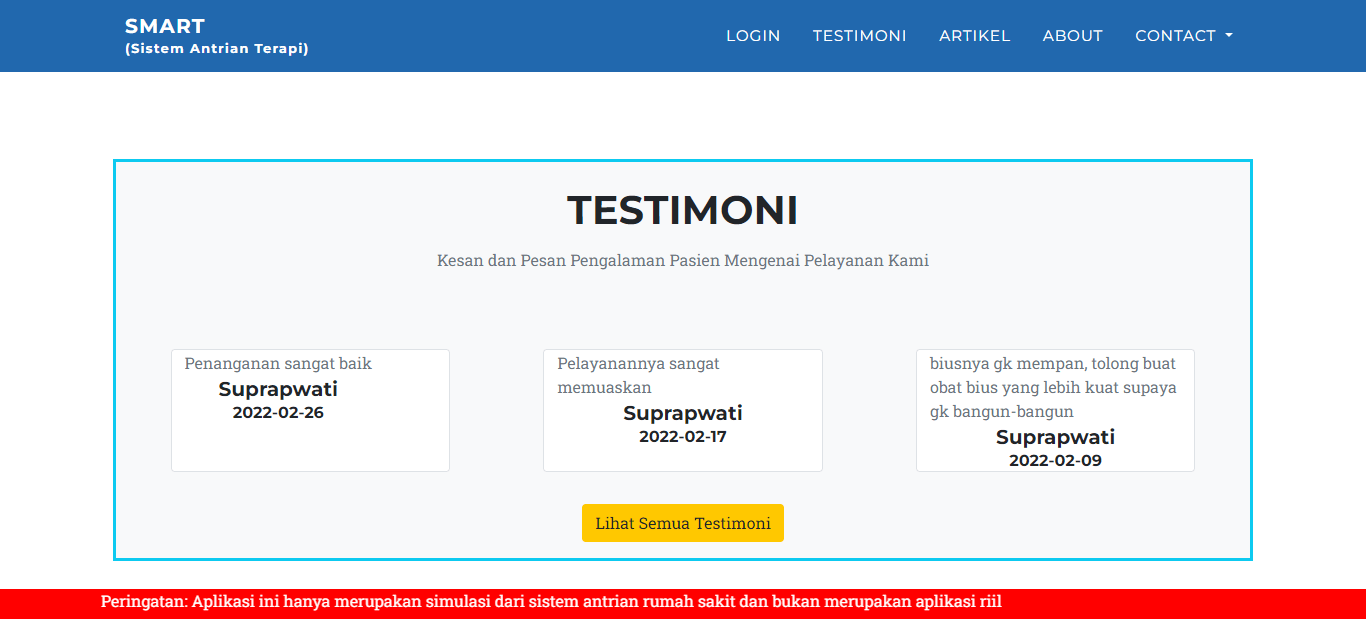 SMART
(Sistem Antrian Terapi)
LOGIN
TESTIMONI
ARTIKEL
ABOUT
CONTACT
TESTIMONI
Kesan dan Pesan Pengalaman Pasien Mengenai Pelayanan Kami
Penanganan sangat baik
Suprapwati
2022-02-26
Pelayanannya sangat
memuaskan
Suprapwati
2022-02-17
biusnya gk mempan, tolong buat
obat bius yang lebih kuat supaya
gk bangun-bangun
Suprapwati
2022-02-09
Lihat Semua Testimoni
Peringatan: Aplikasi ini hanya merupakan simulasi dari sistem antrian rumah sakit dan bukan merupakan aplikasi riil